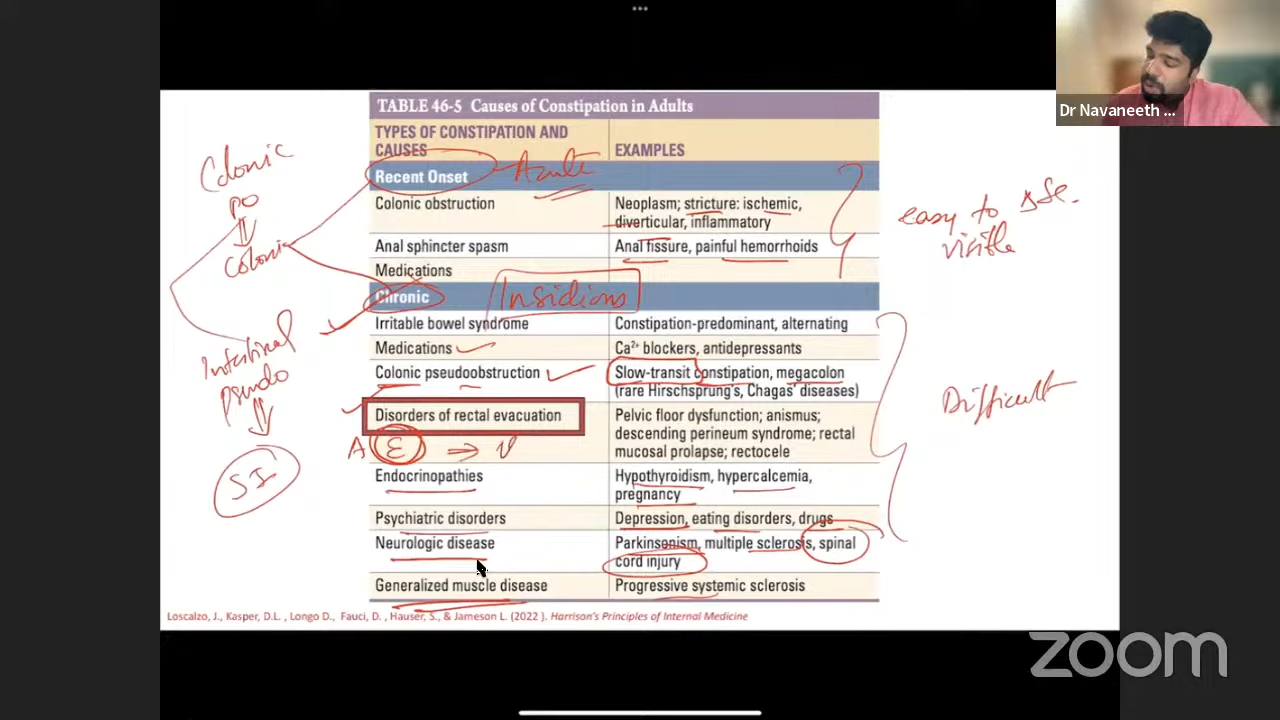 Dr Navaneeth ...
TABLE 46-5 Causes of Constipation in Adults
TYPES OF CONSTIPATION AND CAUSES
EXAMPLES
Recent Onset
Acute
Colonic obstruction
Neoplasm; stricture: ischemic,
diverticular, inflammatory
Anal sphincter spasm
Anal fissure, painful hemorrhoids
Medications
Chronic
Insidious
Irritable bowel syndrome
Constipation-predominant, alternating
Medications
Ca²⁺ blockers, antidepressants
Colonic pseudoobstruction
Slow-transit constipation, megacolon
(rare Hirschsprung's, Chagas' diseases)
Disorders of rectal evacuation
Pelvic floor dysfunction; anismus;
descending perineum syndrome; rectal
mucosal prolapse; rectocele
A E ⇒
Endocrinopathies
Hypothyroidism, hypercalcemia,
pregnancy
Psychiatric disorders
Depression, eating disorders, drugs
Neurologic disease
Parkinsonism, multiple sclerosis, spinal
cord injury
Generalized muscle disease
Progressive systemic sclerosis
Colonic
po
colonic
Intestinal
pseudo
SI
easy to
visible
Difficult
Loscalzo, J., Kasper, D.L. , Longo D., Fauci, D. , Hauser, S., & Jameson L. (2022 ). Harrison's Principles of Internal Medicine
zoom